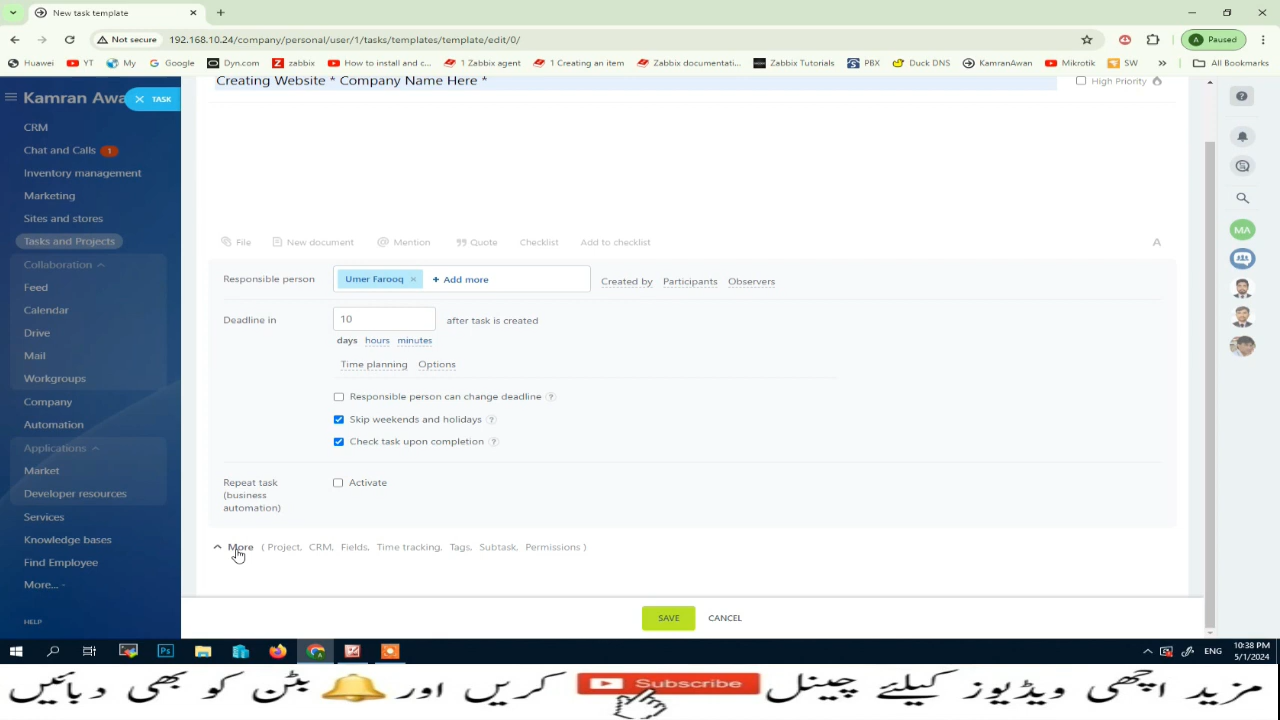 New task template
Not secure 192.168.10.24/company/personal/user/1/tasks/templates/template/edit/0/
A Paused
Huawei YT My Google Dyn.com zabbix How to install and c... 1 Zabbix agent 1 Creating an item Zabbix documentati... Zabbix Tutorials PBX Duck DNS KamranAwan Mikrotik SW All Bookmarks
Kamran Awa
TASK
CRM
Chat and Calls 1
Inventory management
Marketing
Sites and stores
Tasks and Projects
Collaboration
Feed
Calendar
Drive
Mail
Workgroups
Company
Automation
Applications
Market
Developer resources
Services
Knowledge bases
Find Employee
More...
HELP
Creating Website * Company Name Here *
High Priority
File New document Mention Quote Checklist Add to checklist A
Responsible person Umer Farooq × + Add more Created by Participants Observers
Deadline in 10 after task is created
days hours minutes
Time planning Options
Responsible person can change deadline ?
Skip weekends and holidays ?
Check task upon completion ?
Repeat task (business automation) Activate
More ( Project, CRM, Fields, Time tracking, Tags, Subtask, Permissions )
SAVE CANCEL
MA
ENG
10:38 PM
5/1/2024
مزید اچھی ویڈیوز کیلئے چینل Subscribe کریں اور بٹن کو بھی دبائیں